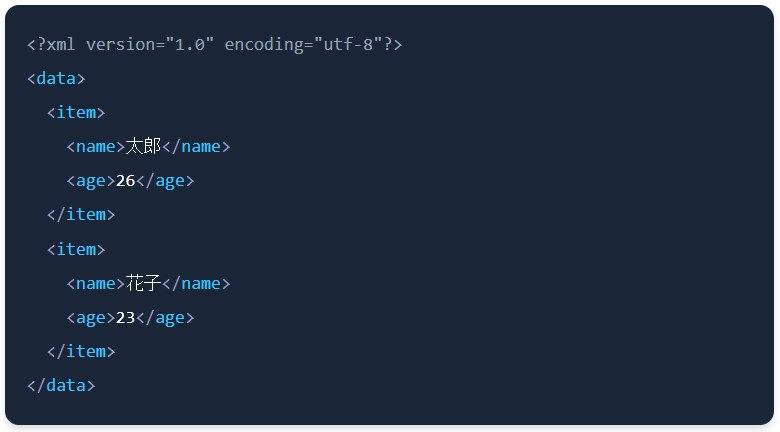 <?xml version="1.0" encoding="utf-8"?>
<data>
  <item>
    <name>太郎</name>
    <age>26</age>
  </item>
  <item>
    <name>花子</name>
    <age>23</age>
  </item>
</data>